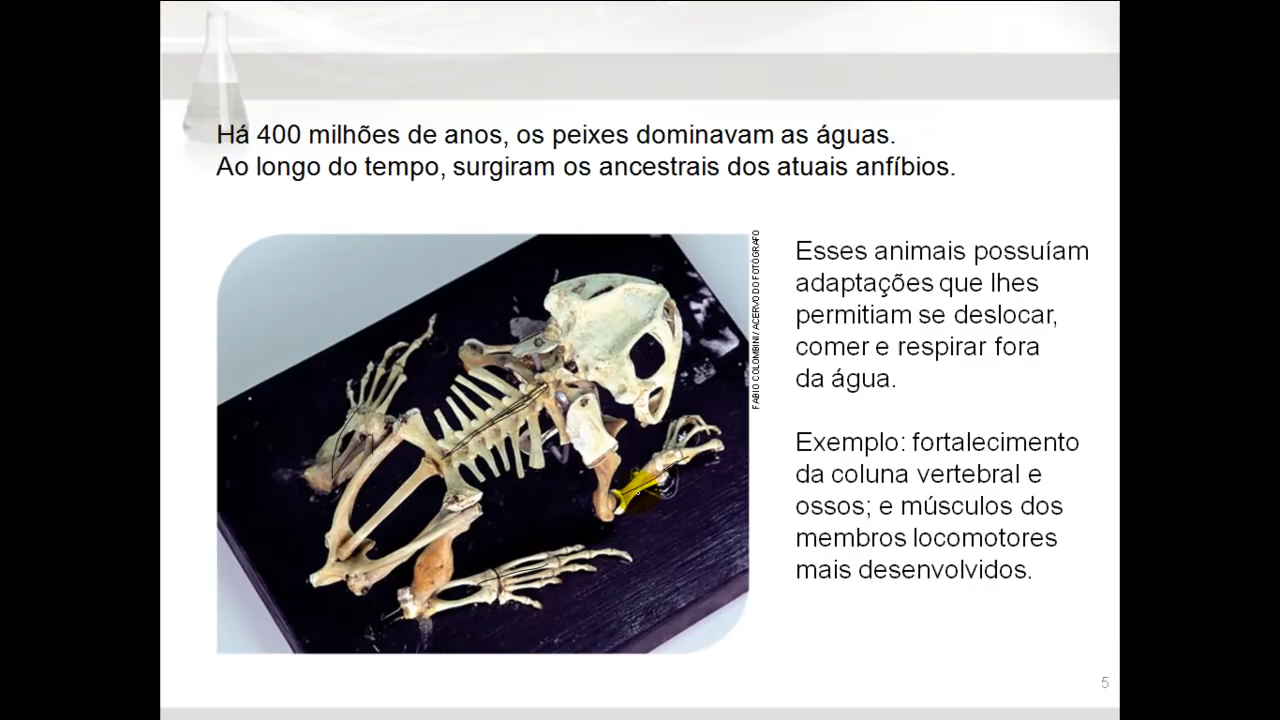 Há 400 milhões de anos, os peixes dominavam as águas.
Ao longo do tempo, surgiram os ancestrais dos atuais anfíbios.
FABIO COLOMBINI/ ACERVO DO FOTÓGRAFO
Esses animais possuíam
adaptações que lhes
permitiam se deslocar,
comer e respirar fora
da água.
Exemplo: fortalecimento
da coluna vertebral e
ossos; e músculos dos
membros locomotores
mais desenvolvidos.
5